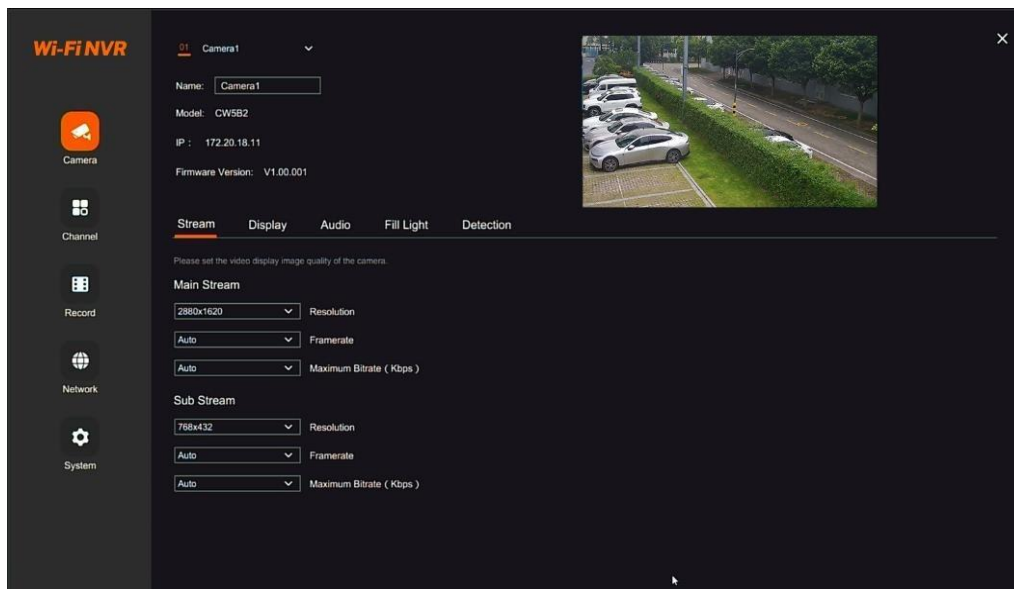 Wi-Fi NVR
01 Camera1
Name: Camera1
Model: CW5B2
IP : 172.20.18.11
Firmware Version: V1.00.001
Camera
Channel
Record
Network
System
Stream Display Audio Fill Light Detection
Please set the video display image quality of the camera.
Main Stream
2880x1620 Resolution
Auto Framerate
Auto Maximum Bitrate ( Kbps )
Sub Stream
768x432 Resolution
Auto Framerate
Auto Maximum Bitrate ( Kbps )